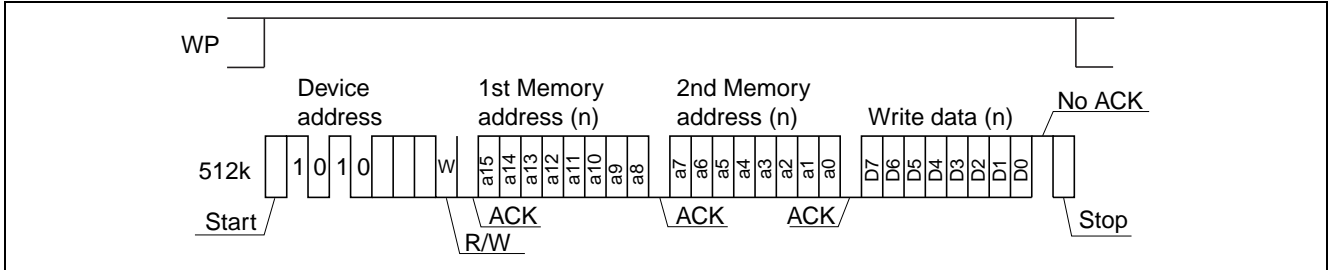 WP
Device address
1st Memory address (n)
2nd Memory address (n)
Write data (n)
No ACK
512k
1 0 1 0
W
a15 a14 a13 a12 a11 a10 a9 a8
a7 a6 a5 a4 a3 a2 a1 a0
D7 D6 D5 D4 D3 D2 D1 D0
Start
R/W
ACK
ACK
ACK
Stop